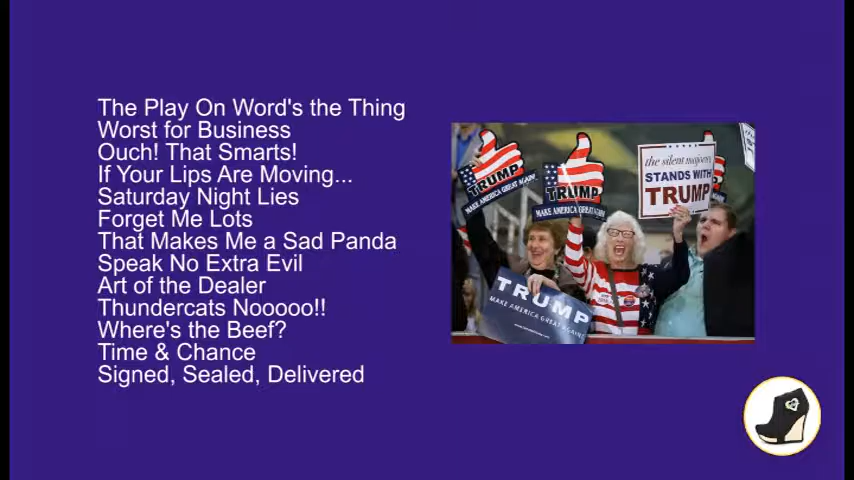 The Play On Word's the Thing
Worst for Business
Ouch! That Smarts!
If Your Lips Are Moving...
Saturday Night Lies
Forget Me Lots
That Makes Me a Sad Panda
Speak No Extra Evil
Art of the Dealer
Thundercats Nooooo!!
Where's the Beef?
Time & Chance
Signed, Sealed, Delivered
TRUMP
MAKE AMERICA GREAT AGAIN!
TRUMP
MAKE AMERICA GREAT AGAIN!
the silent majority
STANDS WITH
TRUMP
TRUMP
MAKE AMERICA GREAT AGAIN!